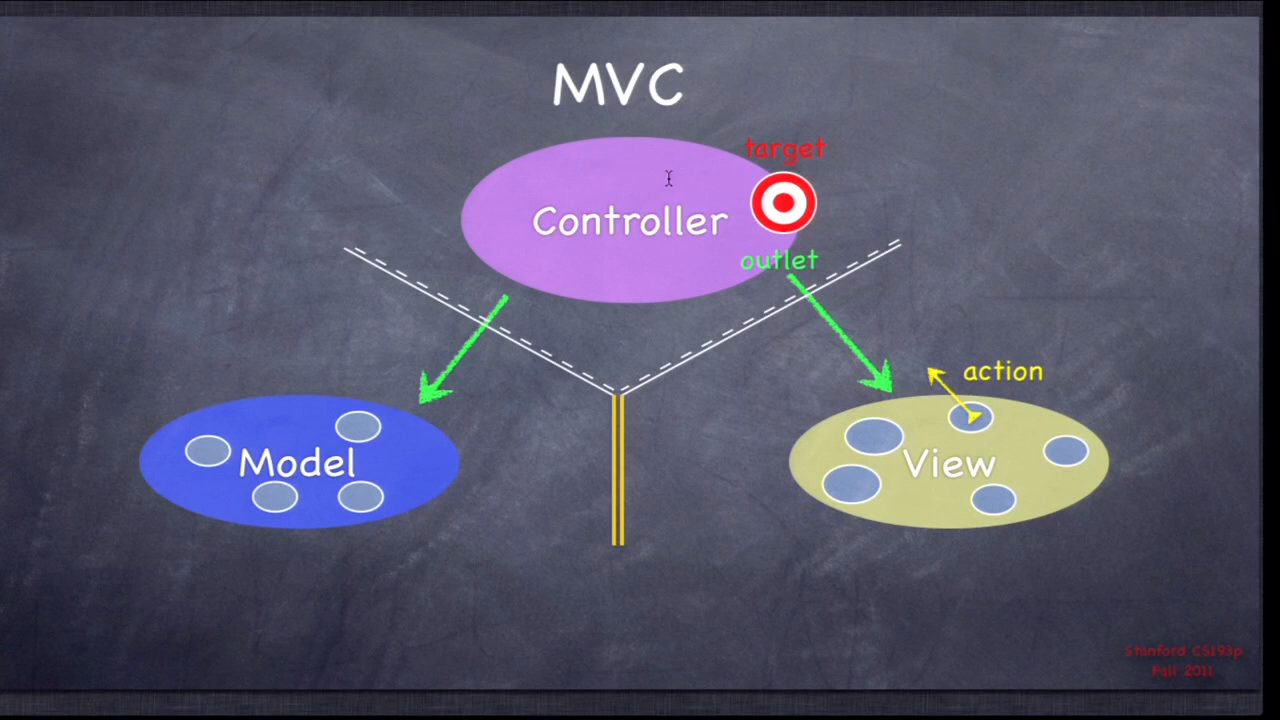 MVC
target
Controller
outlet
action
Model
View
Stanford CS193p
Fall 2011